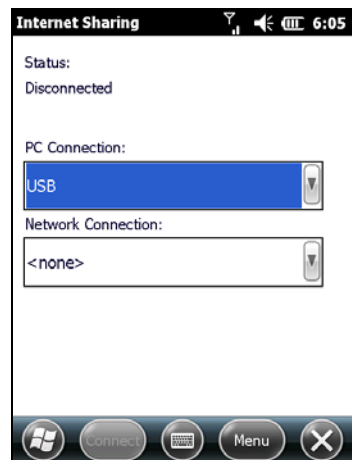 Internet Sharing 6:05
Status:
Disconnected
PC Connection:
USB
Network Connection:
<none>
Connect Menu